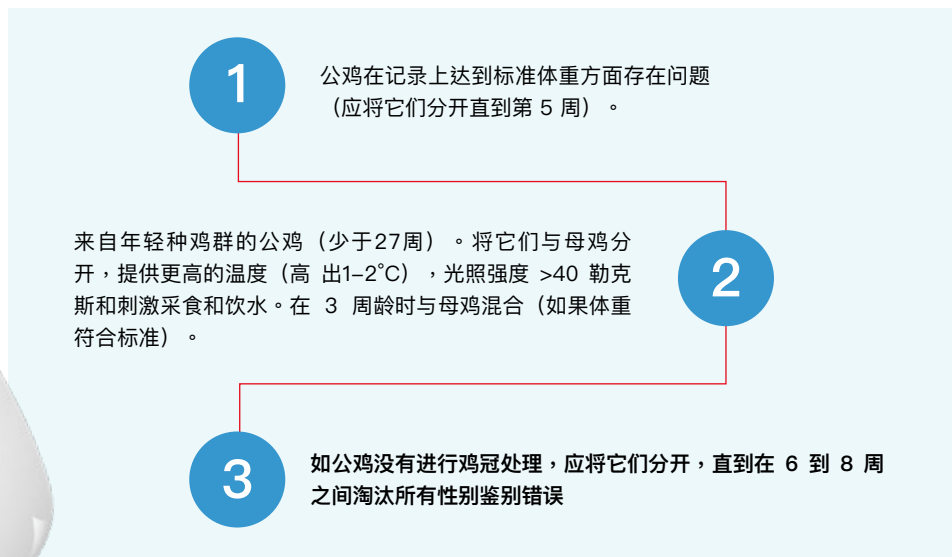 1
公鸡在记录上达到标准体重方面存在问题
（应将它们分开直到第 5 周）。
来自年轻种鸡群的公鸡（少于27周）。将它们与母鸡分
开，提供更高的温度（高 出1–2˚C），光照强度 >40 勒克
斯和刺激采食和饮水。在 3 周龄时与母鸡混合（如果体重
符合标准）。
2
3
如公鸡没有进行鸡冠处理，应将它们分开，直到在 6 到 8 周
之间淘汰所有性别鉴别错误